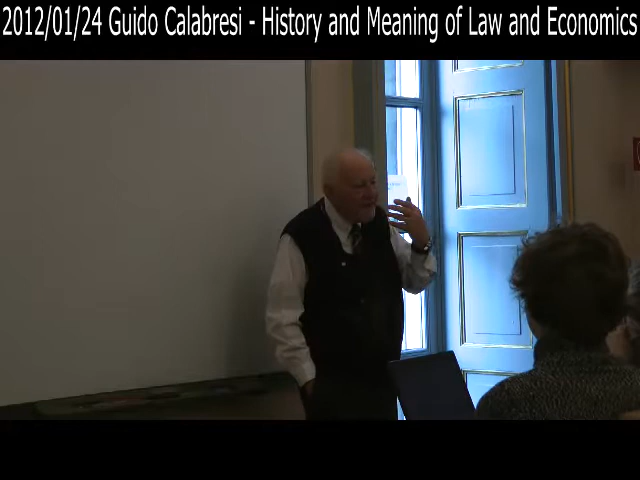 2012/01/24 Guido Calabresi - History and Meaning of Law and Economics